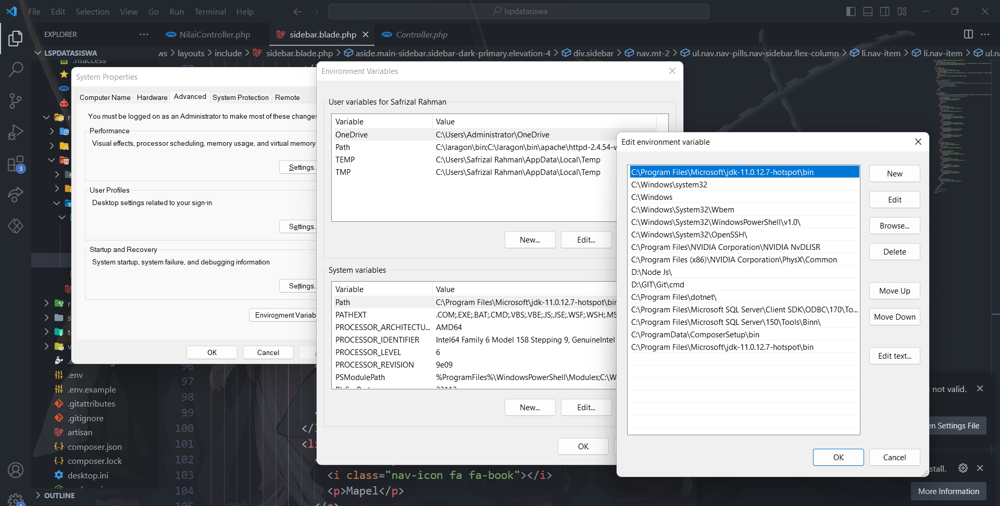 File Edit Selection View Go Run Terminal Help
lspdatasiswa
EXPLORER
NilaiController.php
sidebar.blade.php
Controller.php
LSPDATASISWA
layouts > include > sidebar.blade.php > aside.main-sidebar.sidebar-dark-primary.elevation-4 > div.sidebar > nav.mt-2 > ul.nav.nav-pills.nav-sidebar.flex-column > li.nav-item > li.nav-item > ul.na
.htaccess
System Properties
Computer Name Hardware Advanced System Protection Remote
You must be logged on as an Administrator to make most of these changes
Performance
Visual effects, processor scheduling, memory usage, and virtual memory
Settings..
User Profiles
Desktop settings related to your sign-in
Settings..
Startup and Recovery
System startup, system failure, and debugging information
Settings..
Environment Variab
OK Cancel
Environment Variables
User variables for Safrizal Rahman
Variable Value
OneDrive C:\Users\Administrator\OneDrive
Path C:\laragon\bin;C:\laragon\bin\apache\httpd-2.4.54-w
TEMP C:\Users\Safrizal Rahman\AppData\Local\Temp
TMP C:\Users\Safrizal Rahman\AppData\Local\Temp
New... Edit...
System variables
Variable Value
Path C:\Program Files\Microsoft\jdk-11.0.12.7-hotspot\bin
PATHEXT .COM;.EXE;.BAT;.CMD;.VBS;.VBE;.JS;.JSE;.WSF;.WSH;.MS
PROCESSOR_ARCHITECTU... AMD64
PROCESSOR_IDENTIFIER Intel64 Family 6 Model 158 Stepping 9, GenuineIntel
PROCESSOR_LEVEL 6
PROCESSOR_REVISION 9e09
PSModulePath %ProgramFiles%\WindowsPowerShell\Modules;C:\W
New... Edit...
OK
Edit environment variable
C:\Program Files\Microsoft\jdk-11.0.12.7-hotspot\bin
C:\Windows\system32
C:\Windows
C:\Windows\System32\Wbem
C:\Windows\System32\WindowsPowerShell\v1.0\
C:\Windows\System32\OpenSSH\
C:\Program Files\NVIDIA Corporation\NVIDIA NvDLISR
C:\Program Files (x86)\NVIDIA Corporation\PhysX\Common
D:\Node Js\
D:\GIT\Git\cmd
C:\Program Files\dotnet\
C:\Program Files\Microsoft SQL Server\Client SDK\ODBC\170\To...
C:\Program Files\Microsoft SQL Server\150\Tools\Binn\
C:\ProgramData\ComposerSetup\bin
C:\Program Files\Microsoft\jdk-11.0.12.7-hotspot\bin
New
Edit
Browse...
Delete
Move Up
Move Down
Edit text...
OK Cancel
.env
.env.example
.gitattributes
.gitignore
artisan
composer.json
composer.lock
desktop.ini
OUTLINE
96
97
98
99
100 </
101 <li
102
103 <i class="nav-icon fa fa-book"></i>
104 <p>Mapel</p>
105
s not valid.
en Settings File
stall.
More Information
3